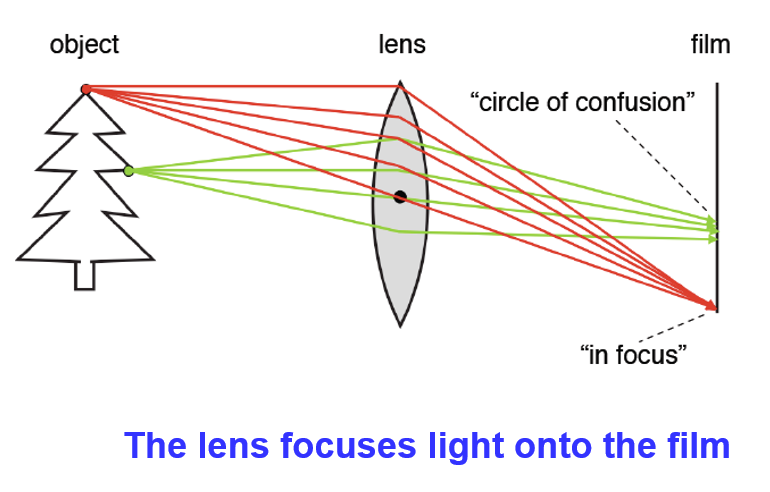 object
lens
film
“circle of confusion”
“in focus”
The lens focuses light onto the film